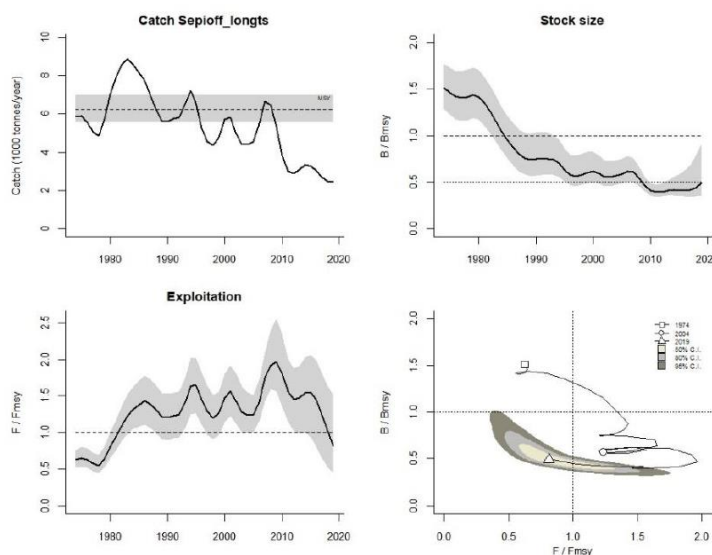 Catch Sepioff_longts
Catch (1000 tonnes/year)
10
8
6
4
2
0
MSY
1980 1990 2000 2010 2020
Stock size
B / Bmsy
2.0
1.5
1.0
0.5
0.0
1980 1990 2000 2010 202
Exploitation
F / Fmsy
2.5
2.0
1.5
1.0
0.5
0.0
1980 1990 2000 2010 2020
B / Bmsy
2.0
1.5
1.0
0.5
0.0
1974
2004
2019
50% C.I.
80% C.I.
95% C.I.
0.0 0.5 1.0 1.5 2.0
F / Fmsy